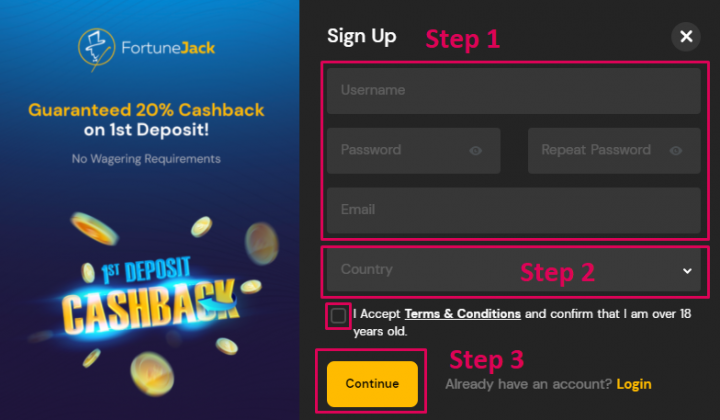 FortuneJack
Guaranteed 20% Cashback
on 1st Deposit!
No Wagering Requirements
1ST DEPOSIT
CASHBACK
Sign Up
Step 1
Username
Password
Repeat Password
Email
Country
Step 2
I Accept Terms & Conditions and confirm that I am over 18
years old.
Step 3
Continue
Already have an account? Login